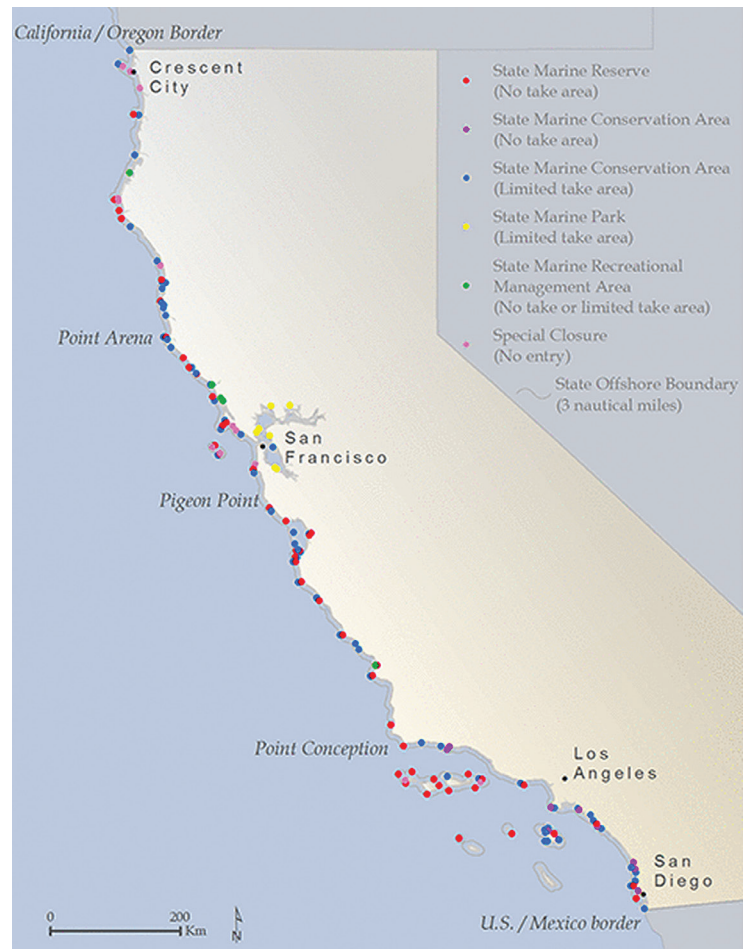 California / Oregon Border
Crescent
City
State Marine Reserve
(No take area)
State Marine Conservation Area
(No take area)
State Marine Conservation Area
(Limited take area)
State Marine Park
(Limited take area)
State Marine Recreational
Management Area
(No take or limited take area)
Special Closure
(No entry)
State Offshore Boundary
(3 nautical miles)
Point Arena
San
Francisco
Pigeon Point
Point Conception
Los
Angeles
San
Diego
U.S. / Mexico border
0 200
Km
N